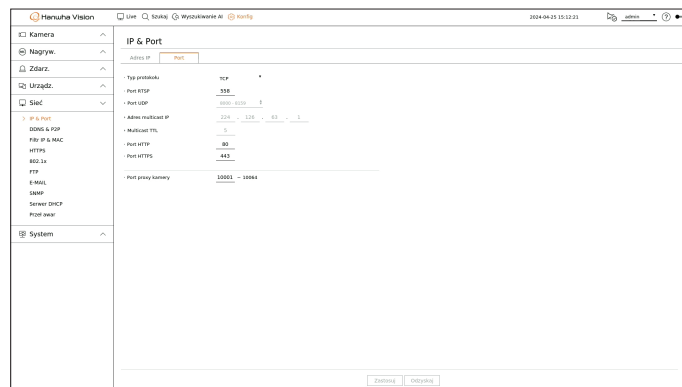 Hanwha Vision
Live Szukaj Wyszukiwanie AI Konfig
2024-04-25 15:12:21
admin
Kamera
Nagryw.
Zdarz.
Urządz.
Sieć
IP & Port
DDNS & P2P
Filtr IP & MAC
HTTPS
802.1x
FTP
E-MAIL
SNMP
Serwer DHCP
Przeł awar
System
IP & Port
Adres IP Port
Typ protokołu TCP
Port RTSP 558
Port UDP 8000 - 8159
Adres multicast IP 224 . 126 . 63 . 1
Multicast TTL 5
Port HTTP 80
Port HTTPS 443
Port proxy kamery 10001 ~ 10064
Zastosuj Odzyskaj